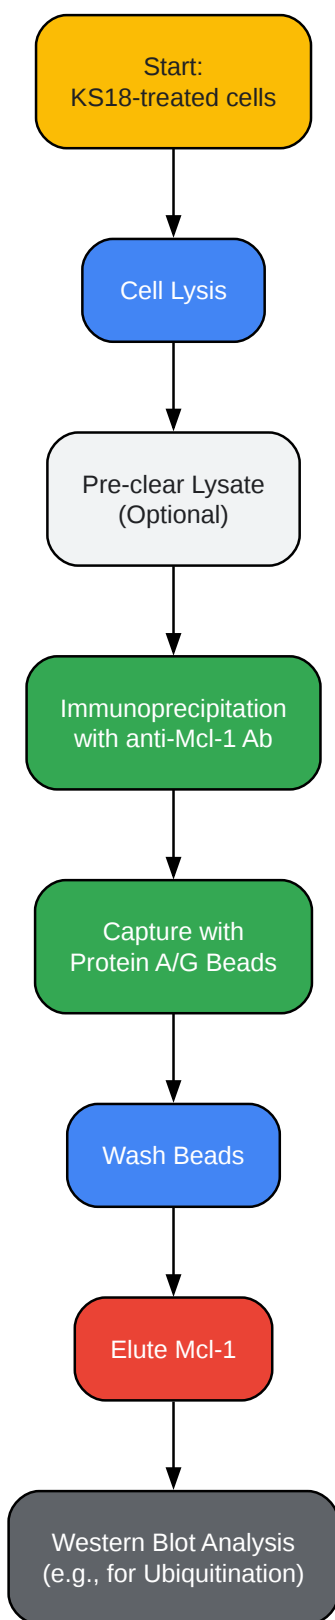 Start:
KS18-treated cells
Cell Lysis
Pre-clear Lysate
(Optional)
Immunoprecipitation
with anti-Mcl-1 Ab
Capture with
Protein A/G Beads
Wash Beads
Elute Mcl-1
Western Blot Analysis
(e.g., for Ubiquitination)